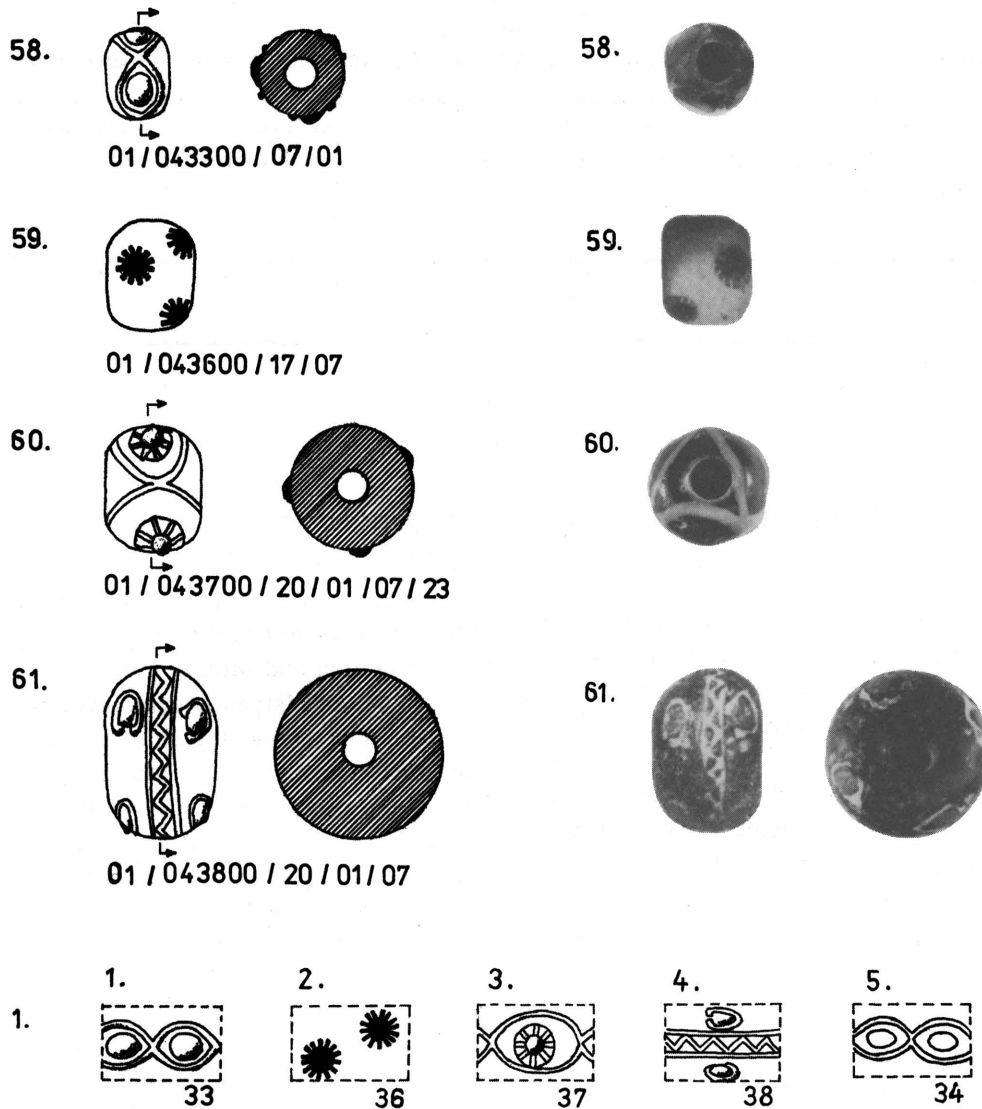 58.
58.
01/043300/ 07/01
59.
59.
01 / 043600 / 17 / 07
60.
60.
01 / 043700 / 20 / 01 / 07 / 23
61.
61.
01 / 043800 / 20 / 01 / 07
1. 2. 3. 4. 5.
1.
33 36 37 38 34